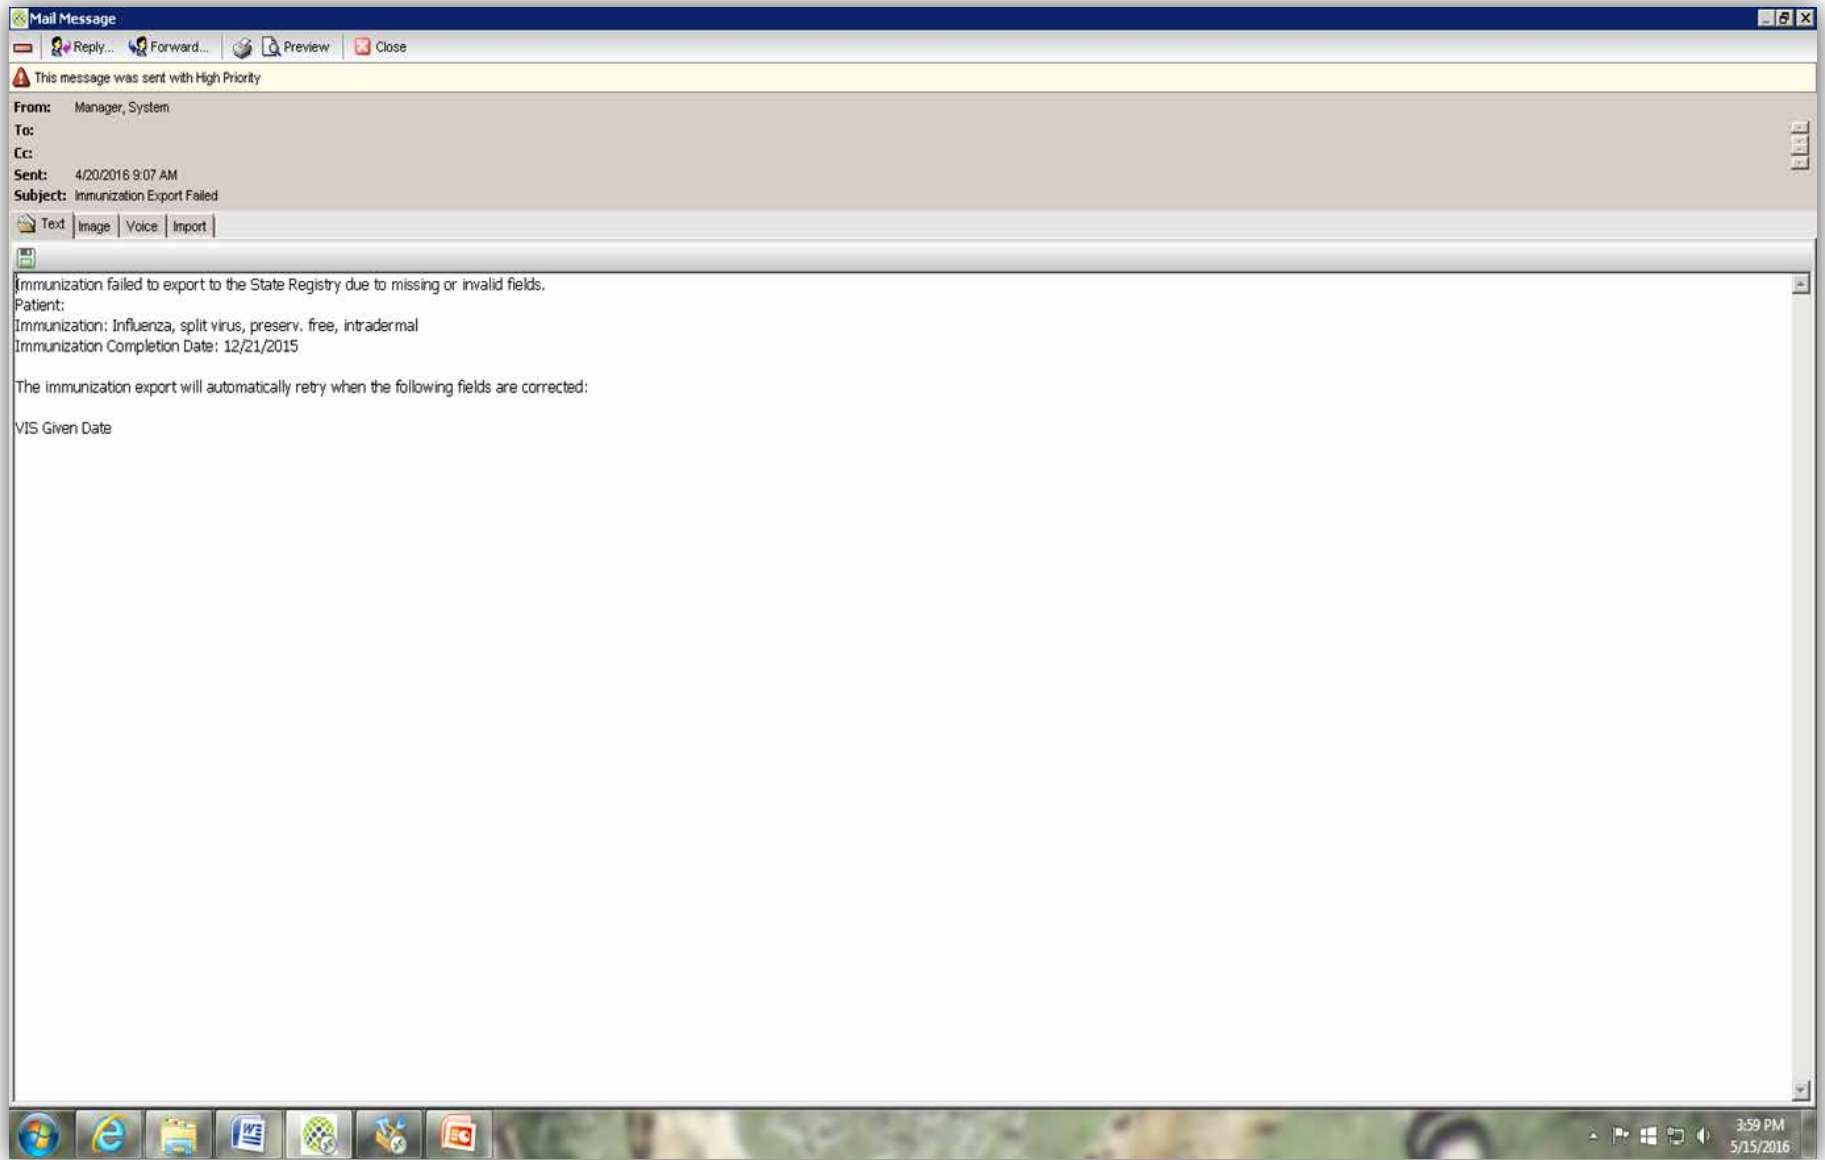 Mail Message
Reply... Forward... Preview Close
This message was sent with High Priority
From: Manager, System
To:
Cc:
Sent: 4/20/2016 9:07 AM
Subject: Immunization Export Failed
Text Image Voice Import
Immunization failed to export to the State Registry due to missing or invalid fields.
Patient:
Immunization: Influenza, split virus, preserv. free, intradermal
Immunization Completion Date: 12/21/2015
The immunization export will automatically retry when the following fields are corrected:
VIS Given Date
3:59 PM
5/15/2016